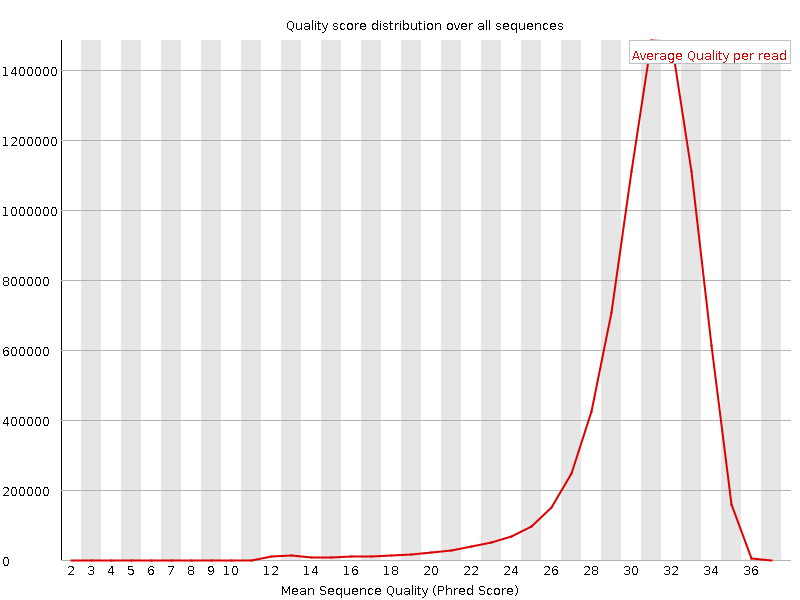 Quality score distribution over all sequences
Average Quality per read
1400000
1200000
1000000
800000
600000
400000
200000
0
2 3 4 5 6 7 8 9 10 12 14 16 18 20 22 24 26 28 30 32 34 36
Mean Sequence Quality (Phred Score)